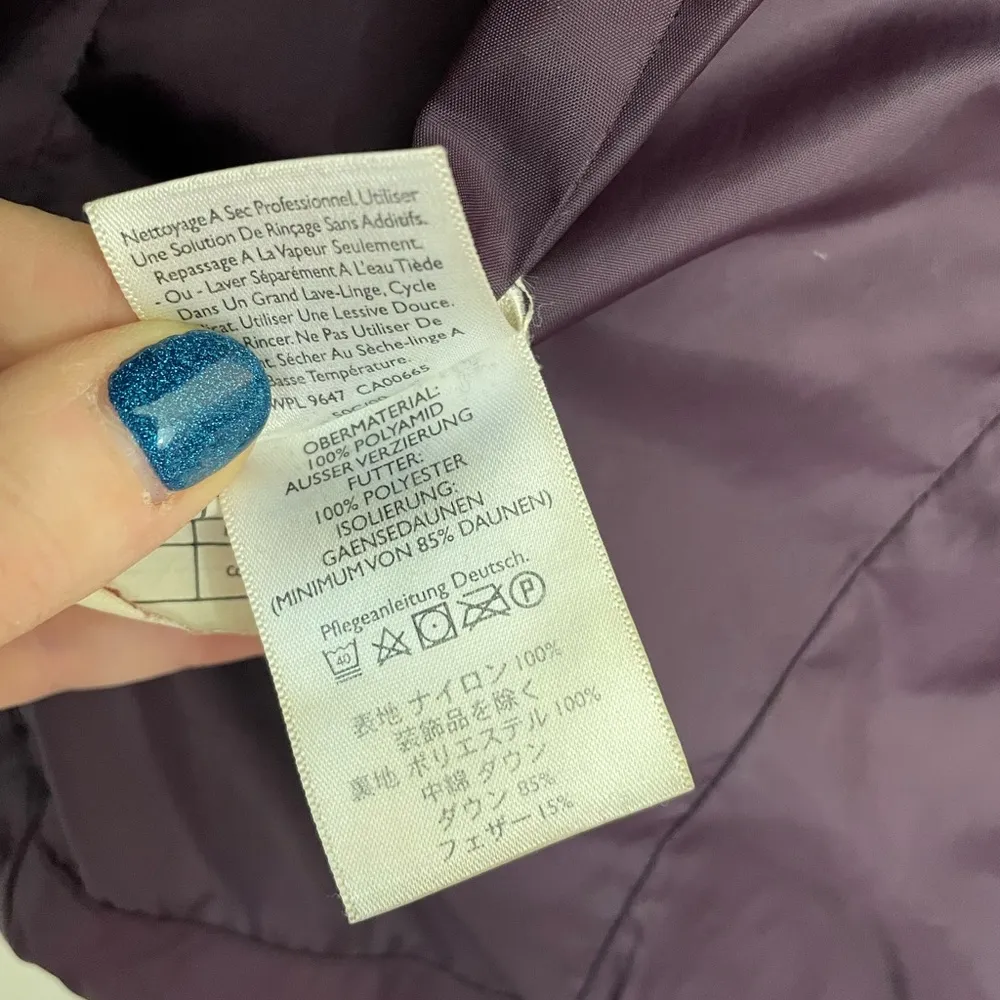 Nettoyage A Sec Professionnel. Utiliser
Une Solution De Rinçage Sans Additifs.
Repassage A La Vapeur Seulement.
- Ou - Laver Séparément A L'eau Tiède
Dans Un Grand Lave-Linge, Cycle
Utiliser Une Lessive Douce.
Rincer. Ne Pas Utiliser De
Sécher Au Sèche-linge A
Basse Température.
WPL 9647 CA00665
OBERMATERIAL:
100% POLYAMID
AUSSER VERZIERUNG
FUTTER:
100% POLYESTER
ISOLIERUNG:
GAENSEDAUNEN
(MINIMUM VON 85% DAUNEN)
Pflegeanleitung Deutsch.
40 P
表地 ナイロン 100%
装飾品を除く
裏地 ポリエステル 100%
中綿 ダウン
ダウン 85%
フェザー 15%